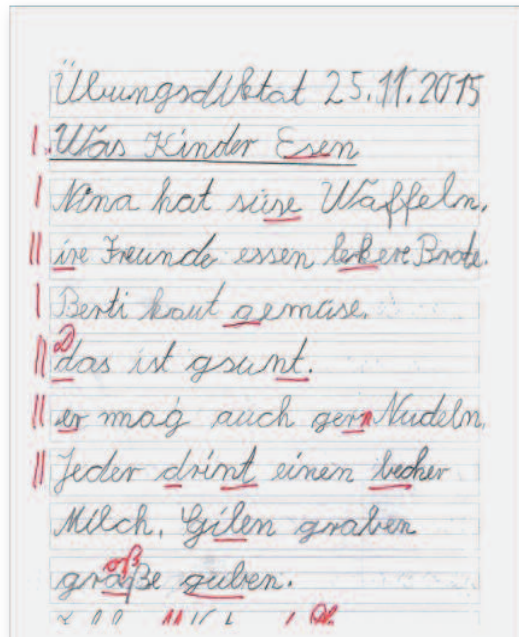 Übungsdiktat 25.11.2015
Was Kinder Esen
Nina hat süse Waffeln.
ire Freunde essen lekere Brote.
Berti kaut gemüse.
das ist gsunt.
er mag auch gern Nudeln.
Jeder drint einen becher
Milch. Gilen graben
graße guben.